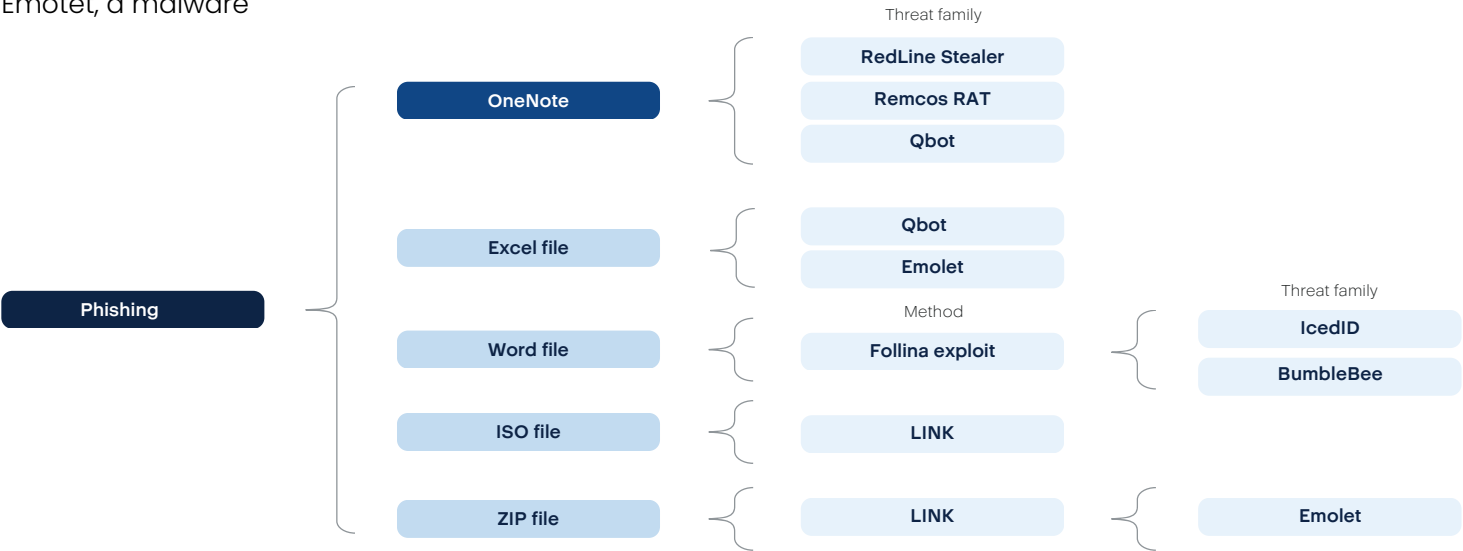 Emotet, a malware
Threat family
RedLine Stealer
OneNote
Remcos RAT
Qbot
Qbot
Excel file
Emolet
Phishing
Method
Threat family
Word file
Follina exploit
IcedID
BumbleBee
ISO file
LINK
ZIP file
LINK
Emolet